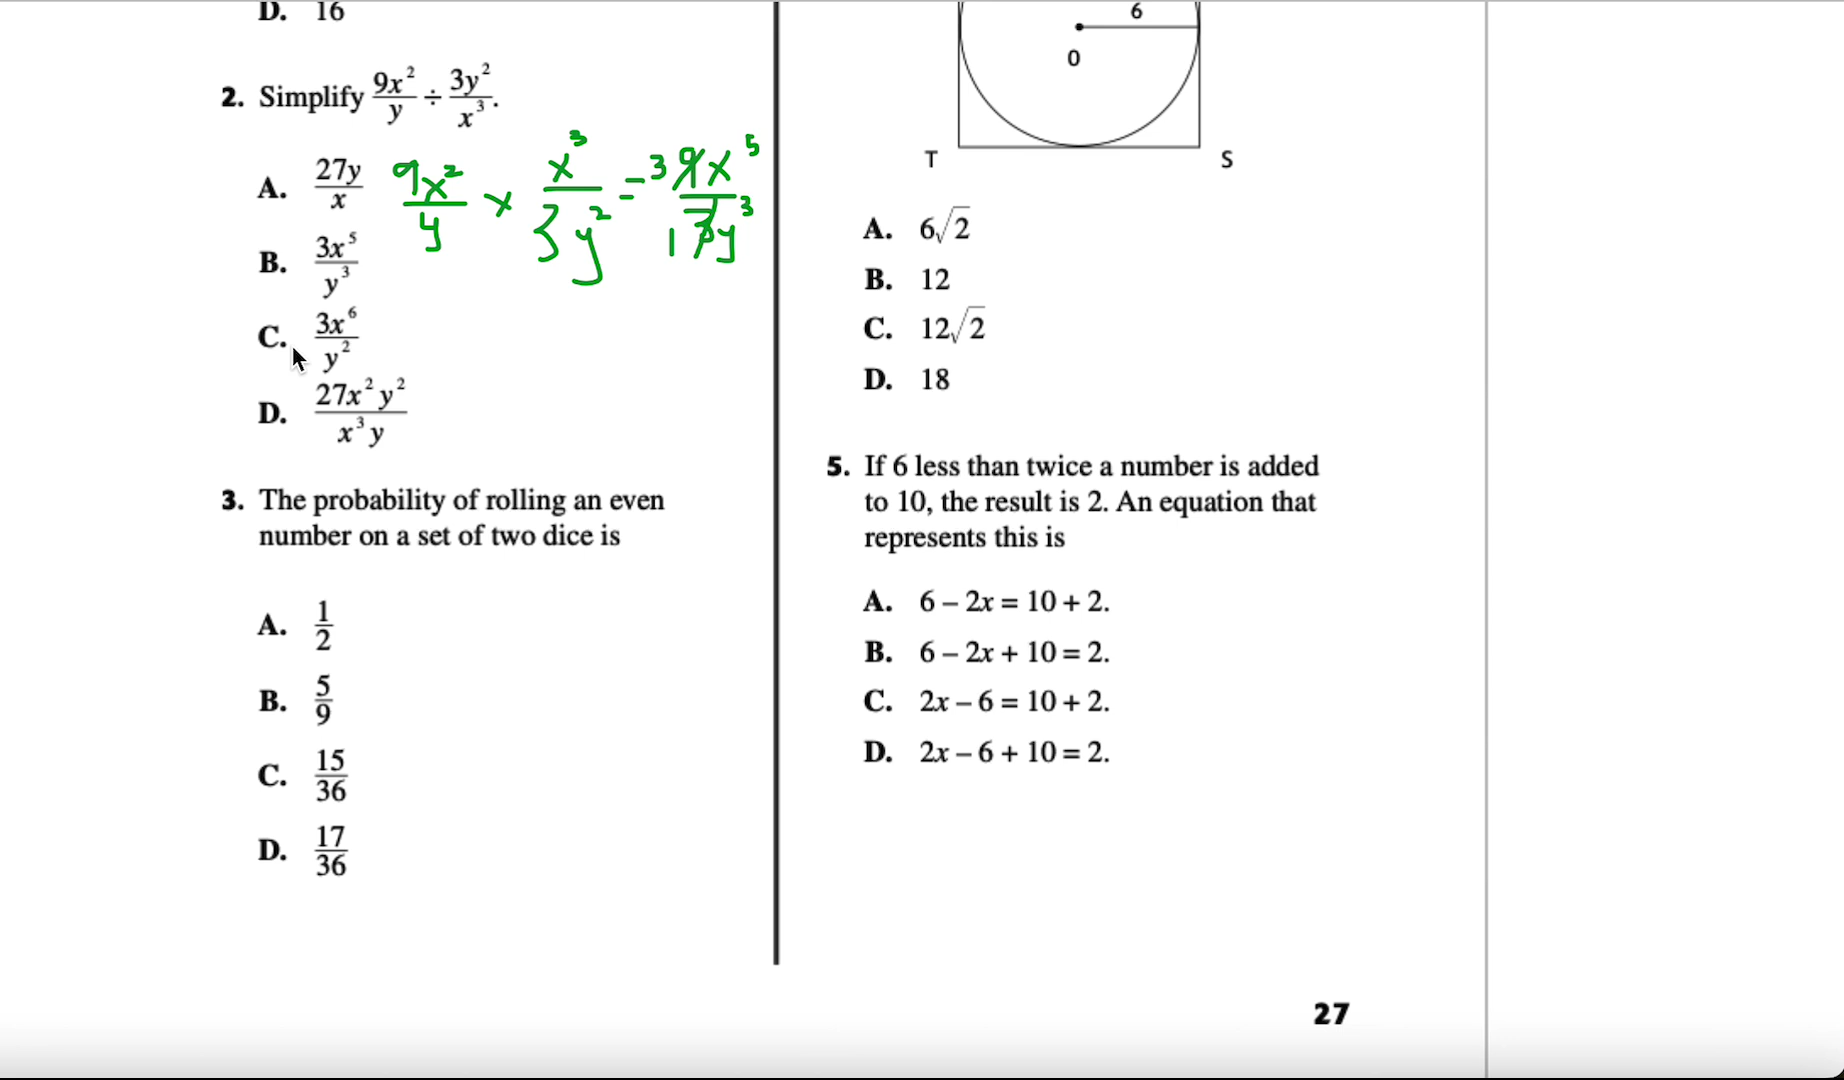 D. 16
2. Simplify 9x²/y ÷ 3y²/x³.
A. 27y/x
B. 3x⁵/y³
C. 3x⁶/y²
D. 27x²y²/x³y
9x²/y × x³/3y² = 3 9x⁵/1 3y³
3. The probability of rolling an even
number on a set of two dice is
A. 1/2
B. 5/9
C. 15/36
D. 17/36
6
O
T S
A. 6√2
B. 12
C. 12√2
D. 18
5. If 6 less than twice a number is added
to 10, the result is 2. An equation that
represents this is
A. 6 – 2x = 10 + 2.
B. 6 – 2x + 10 = 2.
C. 2x – 6 = 10 + 2.
D. 2x – 6 + 10 = 2.
27